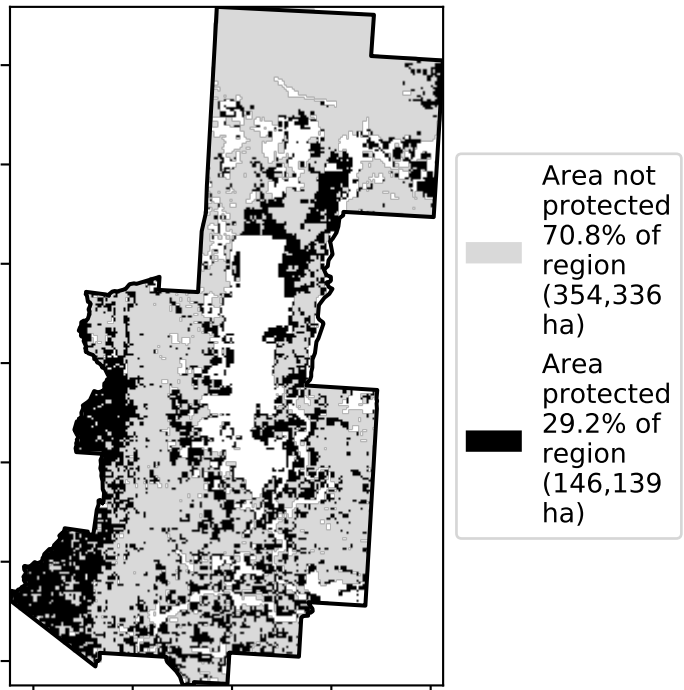 Area not
protected
70.8% of
region
(354,336
ha)
Area
protected
29.2% of
region
(146,139
ha)